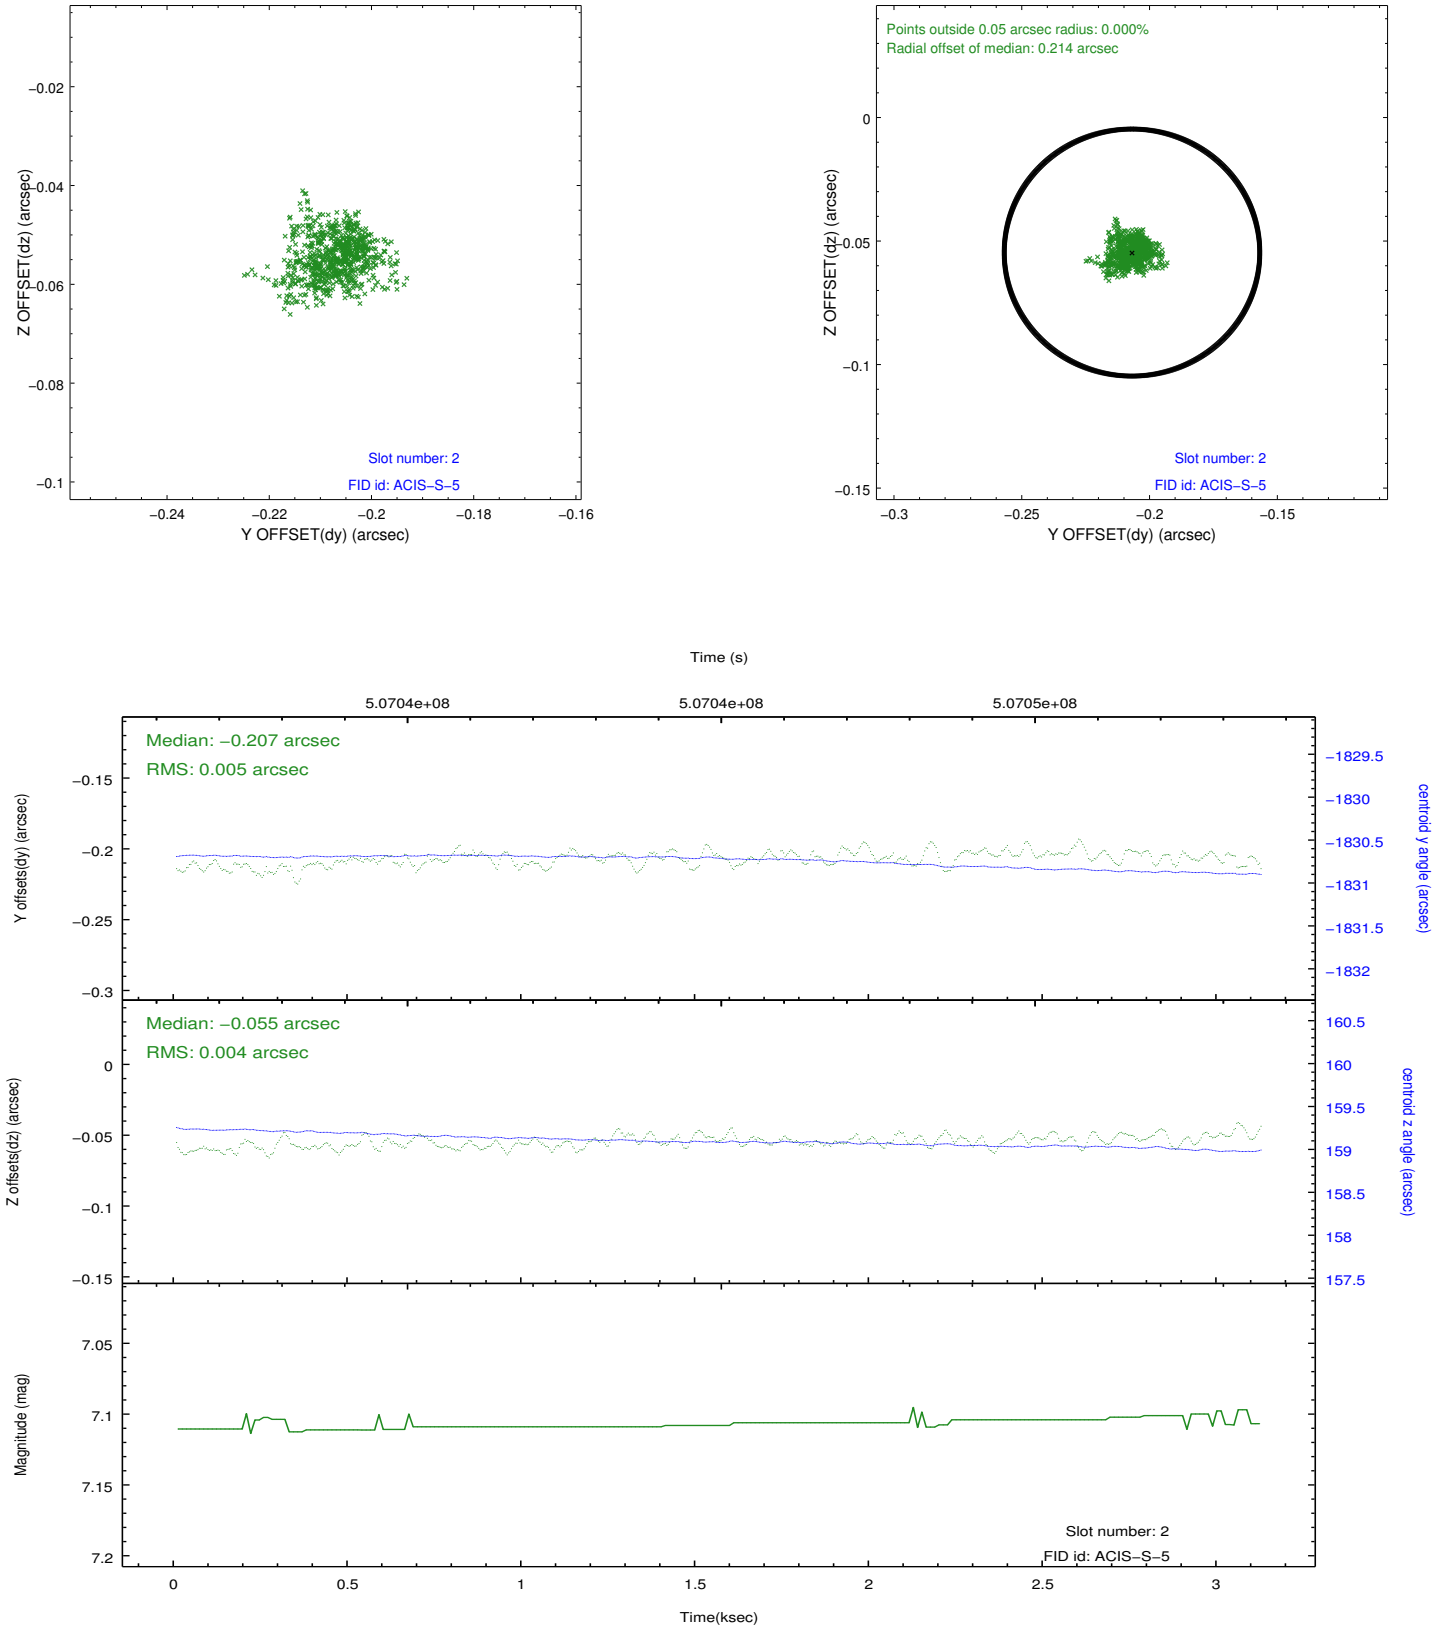 −0.02
−0.04
−0.06
−0.08
−0.1
Z OFFSET(dz) (arcsec)
Slot number: 2
FID id: ACIS−S−5
−0.24 −0.22 −0.2 −0.18 −0.16
Y OFFSET(dy) (arcsec)
Points outside 0.05 arcsec radius: 0.000%
Radial offset of median: 0.214 arcsec
0
−0.05
−0.1
−0.15
Z OFFSET(dz) (arcsec)
Slot number: 2
FID id: ACIS−S−5
−0.3 −0.25 −0.2 −0.15
Y OFFSET(dy) (arcsec)
Time (s)
5.0704e+08 5.0704e+08 5.0705e+08
Median: −0.207 arcsec
RMS: 0.005 arcsec
−0.15
−0.2
−0.25
−0.3
Y offsets(dy) (arcsec)
−1829.5
−1830
−1830.5
−1831
−1831.5
−1832
centroid y angle (arcsec)
Median: −0.055 arcsec
RMS: 0.004 arcsec
0
−0.05
−0.1
−0.15
Z offsets(dz) (arcsec)
160.5
160
159.5
159
158.5
158
157.5
centroid z angle (arcsec)
7.05
7.1
7.15
7.2
Magnitude (mag)
Slot number: 2
FID id: ACIS−S−5
0 0.5 1 1.5 2 2.5 3
Time(ksec)